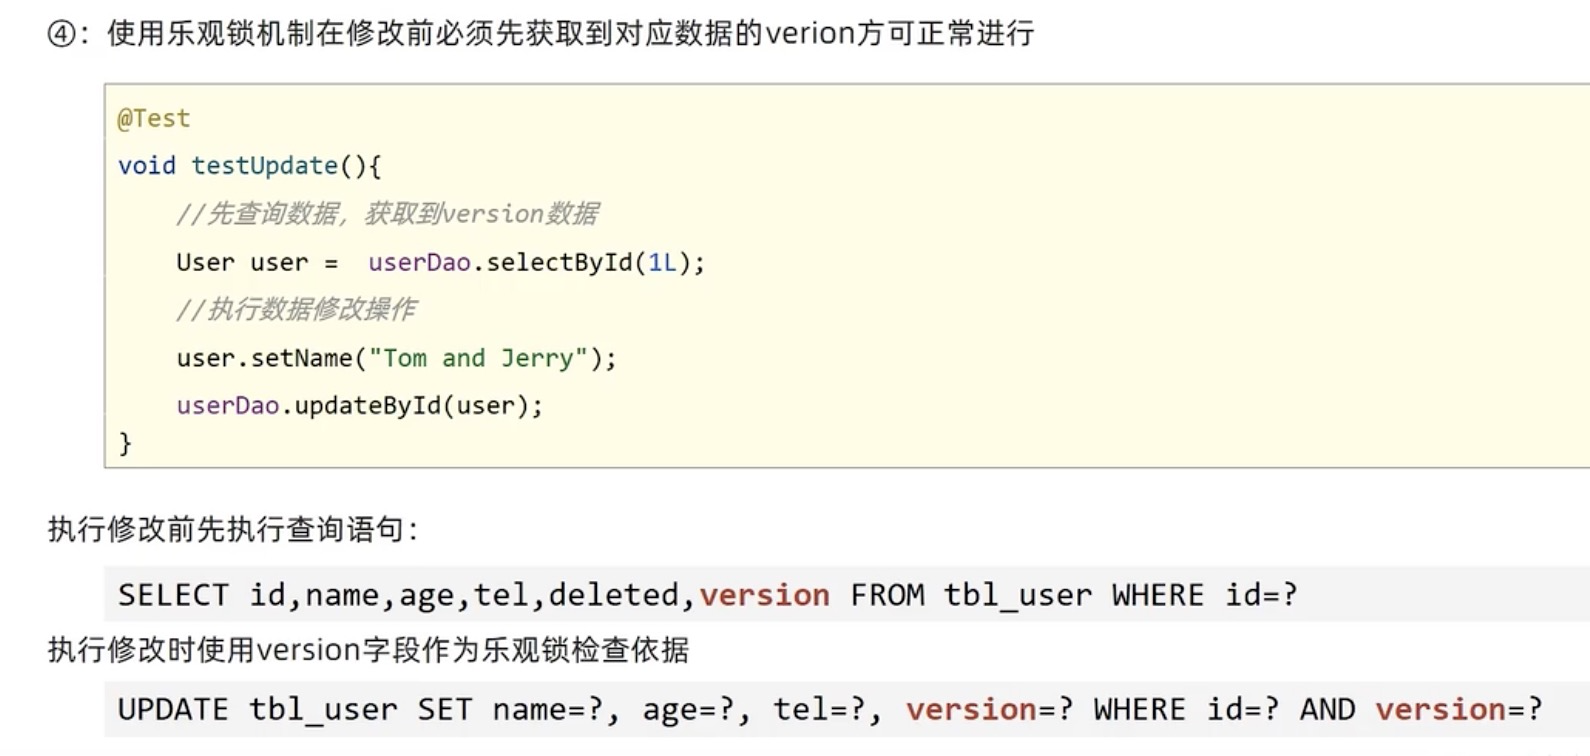 ④：使用乐观锁机制在修改前必须先获取到对应数据的verion方可正常进行
@Test
void testUpdate(){
//先查询数据，获取到version数据
User user =  userDao.selectById(1L);
//执行数据修改操作
user.setName("Tom and Jerry");
userDao.updateById(user);
}
执行修改前先执行查询语句：
SELECT id,name,age,tel,deleted,version FROM tbl_user WHERE id=?
执行修改时使用version字段作为乐观锁检查依据
UPDATE tbl_user SET name=?, age=?, tel=?, version=? WHERE id=? AND version=?